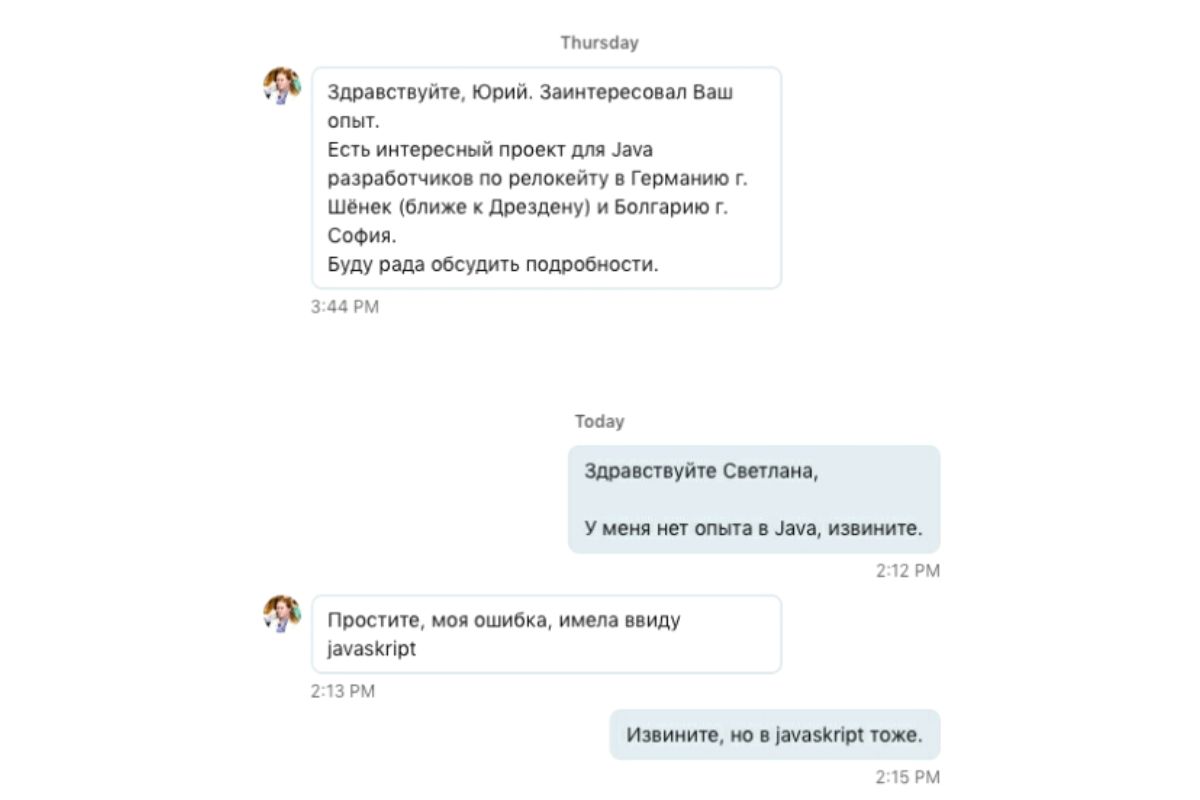 Thursday
Здравствуйте, Юрий. Заинтересовал Ваш
опыт.
Есть интересный проект для Java
разработчиков по релокейту в Германию г.
Шёнек (ближе к Дрездену) и Болгарию г.
София.
Буду рада обсудить подробности.
3:44 PM
Today
Здравствуйте Светлана,
У меня нет опыта в Java, извините.
2:12 PM
Простите, моя ошибка, имела ввиду
javaskript
2:13 PM
Извините, но в javaskript тоже.
2:15 PM